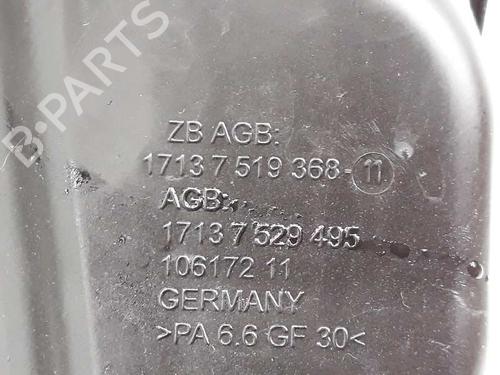 ZB AGB:
1713 7 519 368-11
AGB:
1713 7 529 495
106172 11
GERMANY
>PA 6.6 GF 30<
B-PARTS